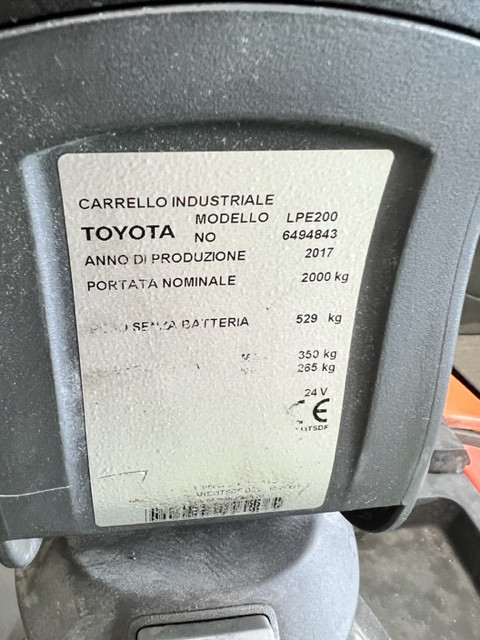 CARRELLO INDUSTRIALE
MODELLO LPE200
TOYOTA NO 6494843
ANNO DI PRODUZIONE 2017
PORTATA NOMINALE 2000 kg
SENZA BATTERIA 529 kg
350 kg
265 kg
24 V
CE